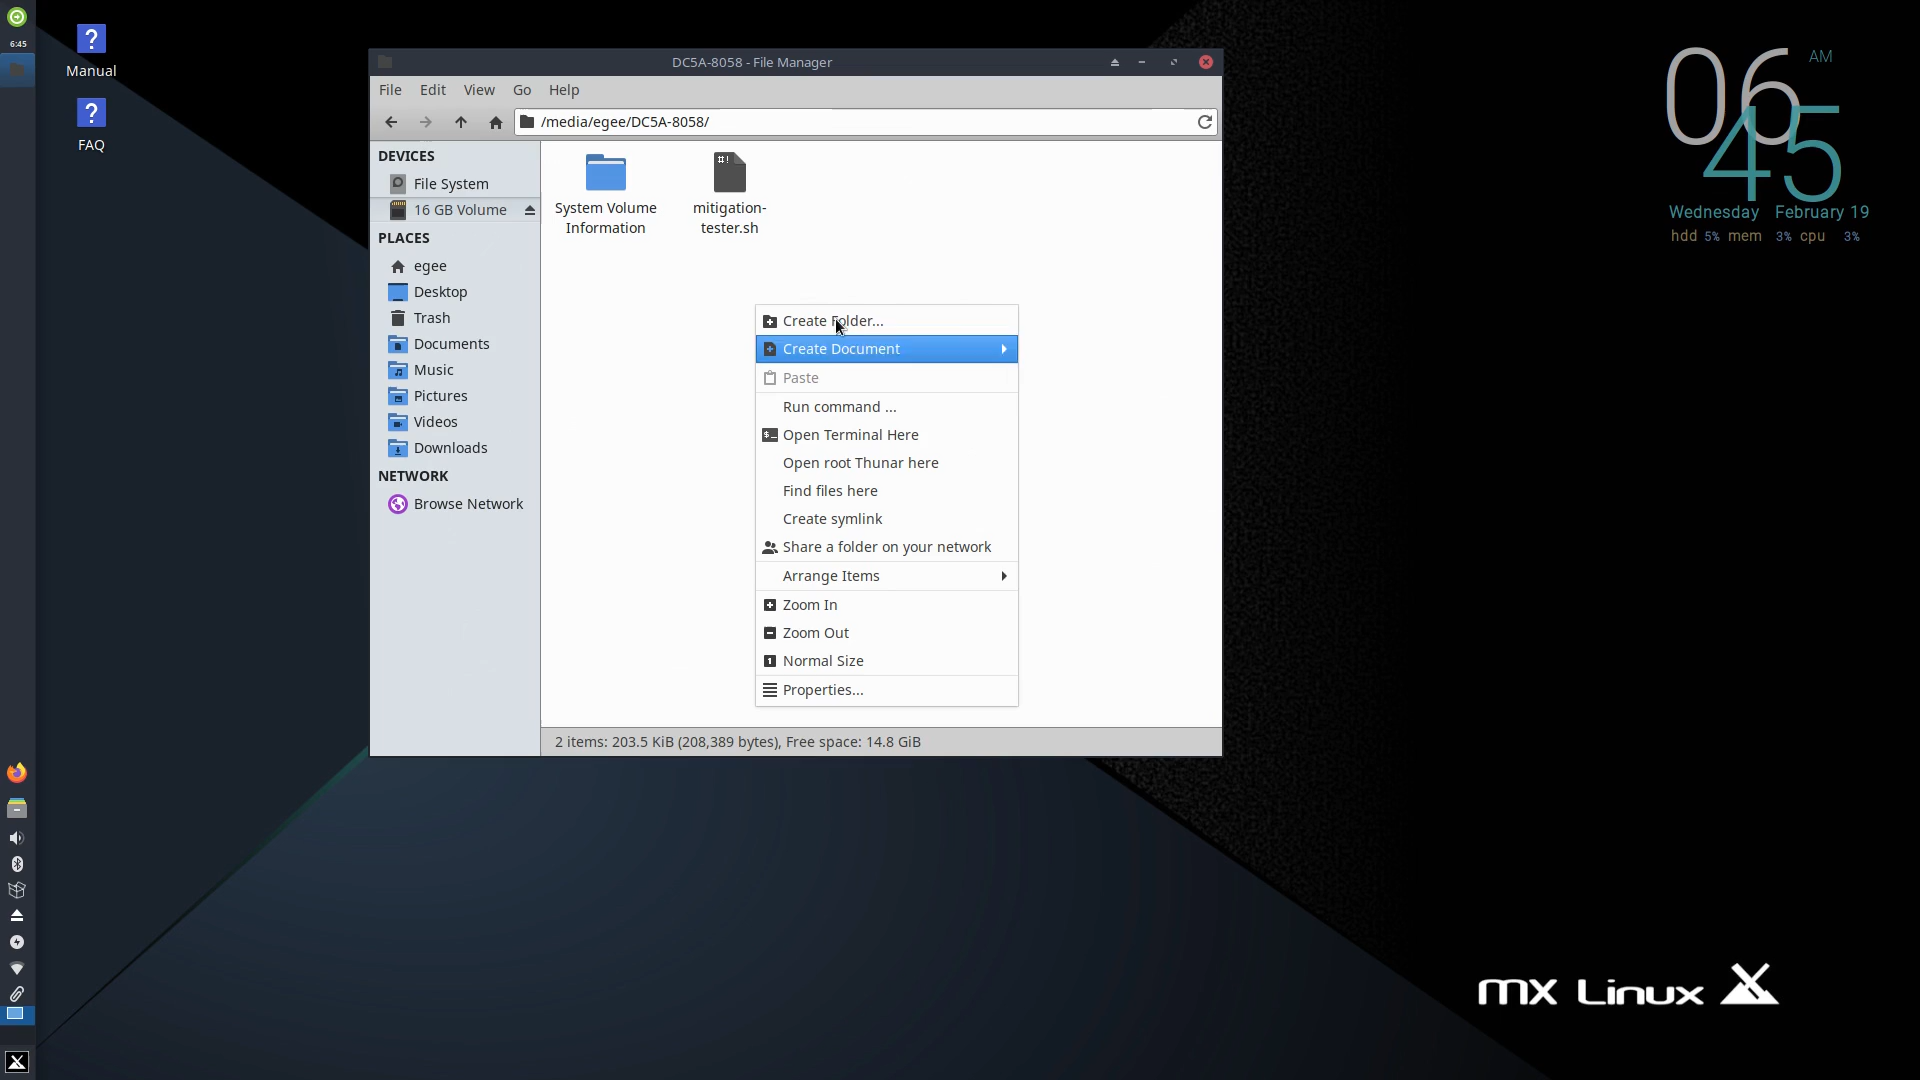 6:45
Manual
FAQ
DC5A-8058 - File Manager
File Edit View Go Help
/media/egee/DC5A-8058/
DEVICES
File System
16 GB Volume
PLACES
egee
Desktop
Trash
Documents
Music
Pictures
Videos
Downloads
NETWORK
Browse Network
System Volume
Information
#!
mitigation-
tester.sh
Create Folder...
Create Document
Paste
Run command ...
Open Terminal Here
Open root Thunar here
Find files here
Create symlink
Share a folder on your network
Arrange Items
Zoom In
Zoom Out
Normal Size
Properties...
2 items: 203.5 KiB (208,389 bytes), Free space: 14.8 GiB
06 AM
45
Wednesday February 19
hdd 5% mem 3% cpu 3%
mx Linux